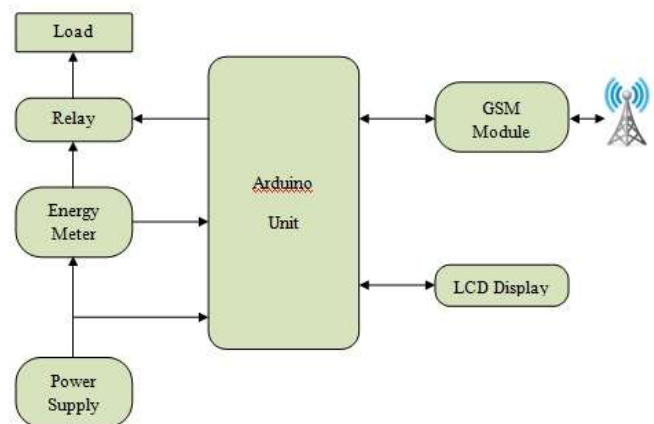 Load
Relay
Energy
Meter
Power
Supply
Arduino
Unit
GSM
Module
LCD Display